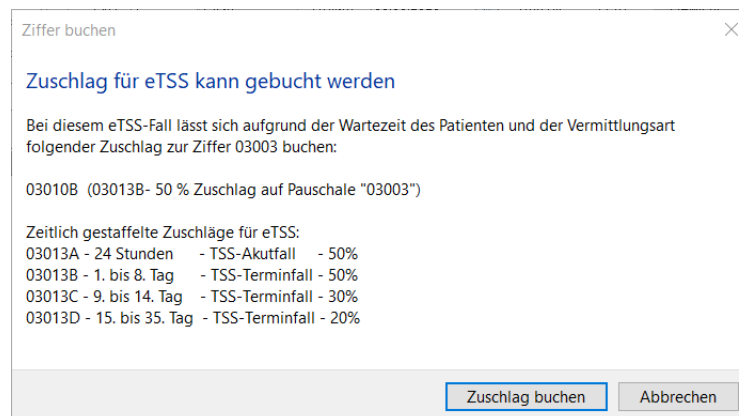 Ziffer buchen
Zuschlag für eTSS kann gebucht werden
Bei diesem eTSS-Fall lässt sich aufgrund der Wartezeit des Patienten und der Vermittlungsart
folgender Zuschlag zur Ziffer 03003 buchen:
03010B (03013B- 50 % Zuschlag auf Pauschale "03003")
Zeitlich gestaffelte Zuschläge für eTSS:
03013A - 24 Stunden - TSS-Akutfall - 50%
03013B - 1. bis 8. Tag - TSS-Terminfall - 50%
03013C - 9. bis 14. Tag - TSS-Terminfall - 30%
03013D - 15. bis 35. Tag - TSS-Terminfall - 20%
Zuschlag buchen Abbrechen